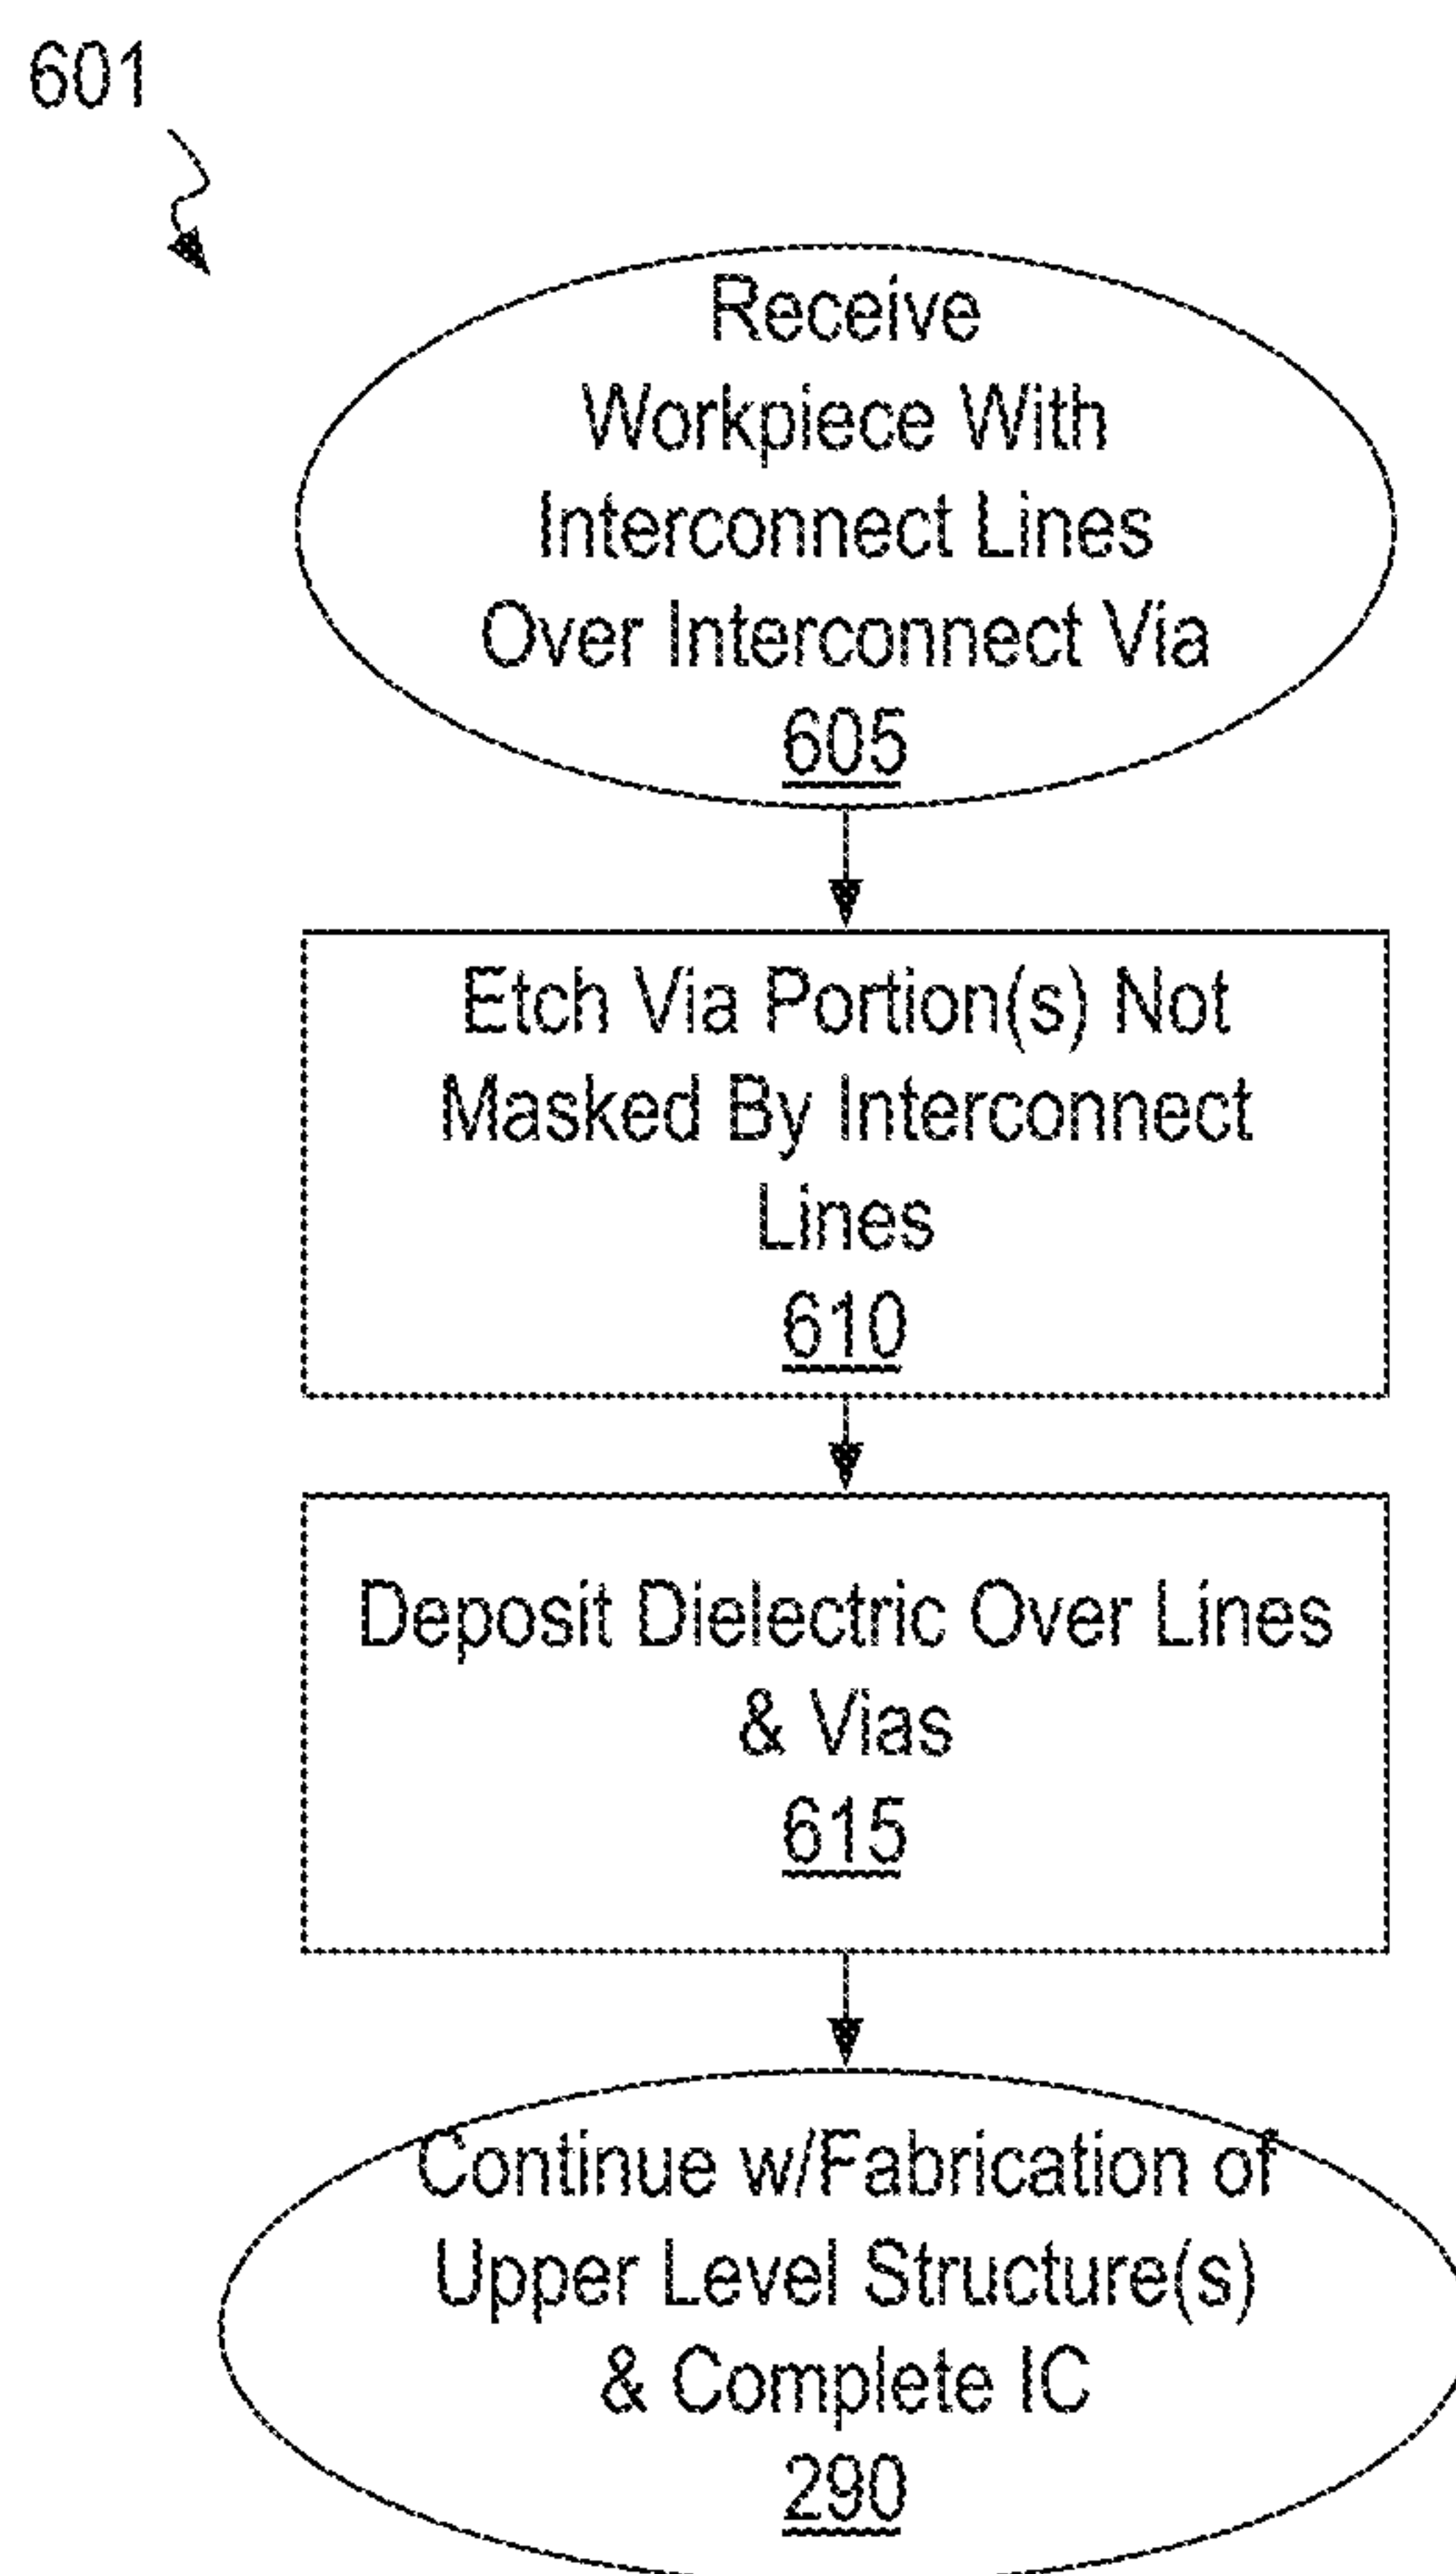 601
Receive
Workpiece With
Interconnect Lines
Over Interconnect Via
605
Etch Via Portion(s) Not
Masked By Interconnect
Lines
610
Deposit Dielectric Over Lines
& Vias
615
Continue w/Fabrication of
Upper Level Structure(s)
& Complete IC
290